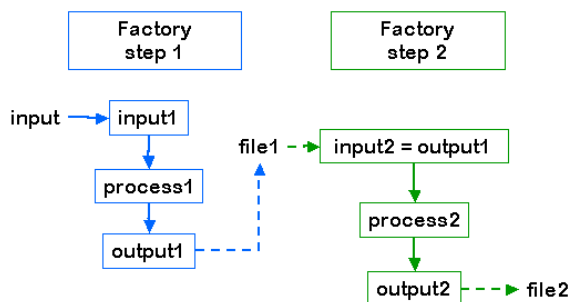 Factory
step 1
Factory
step 2
input
input1
process1
output1
file1
input2 = output1
process2
output2
file2